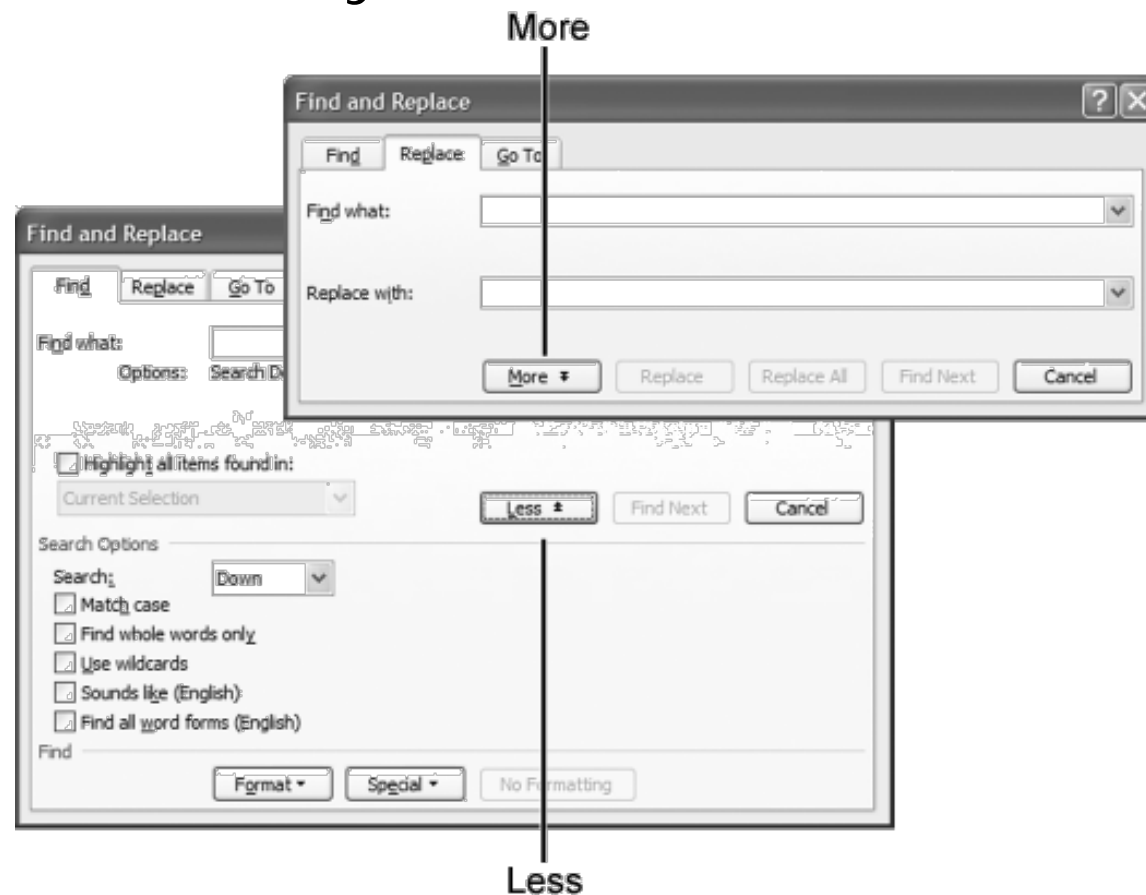 More
Find and Replace
Find Replace Go To
Find what:
Replace with:
More Replace Replace All Find Next Cancel
Find and Replace
Find Replace Go To
Find what:
Options: Search
Highlight all items found in:
Current Selection
Less Find Next Cancel
Search Options
Search: Down
Match case
Find whole words only
Use wildcards
Sounds like (English)
Find all word forms (English)
Find
Format Special No Formatting
Less